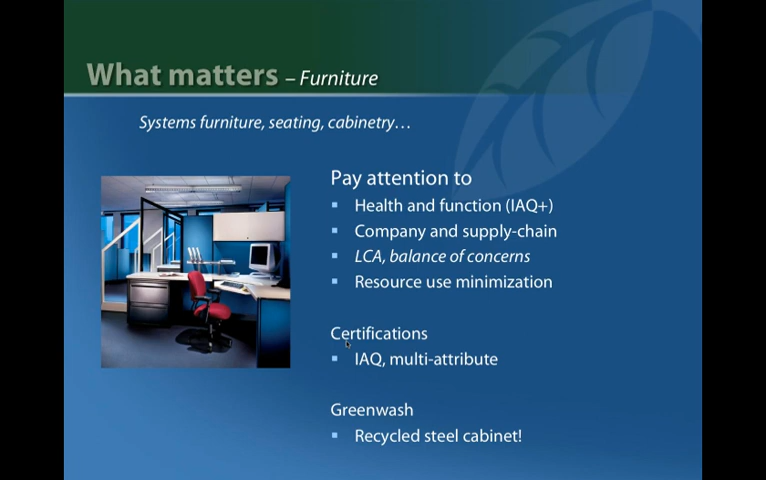 What matters – Furniture
Systems furniture, seating, cabinetry…
Pay attention to
▪ Health and function (IAQ+)
▪ Company and supply-chain
▪ LCA, balance of concerns
▪ Resource use minimization
Certifications
▪ IAQ, multi-attribute
Greenwash
▪ Recycled steel cabinet!